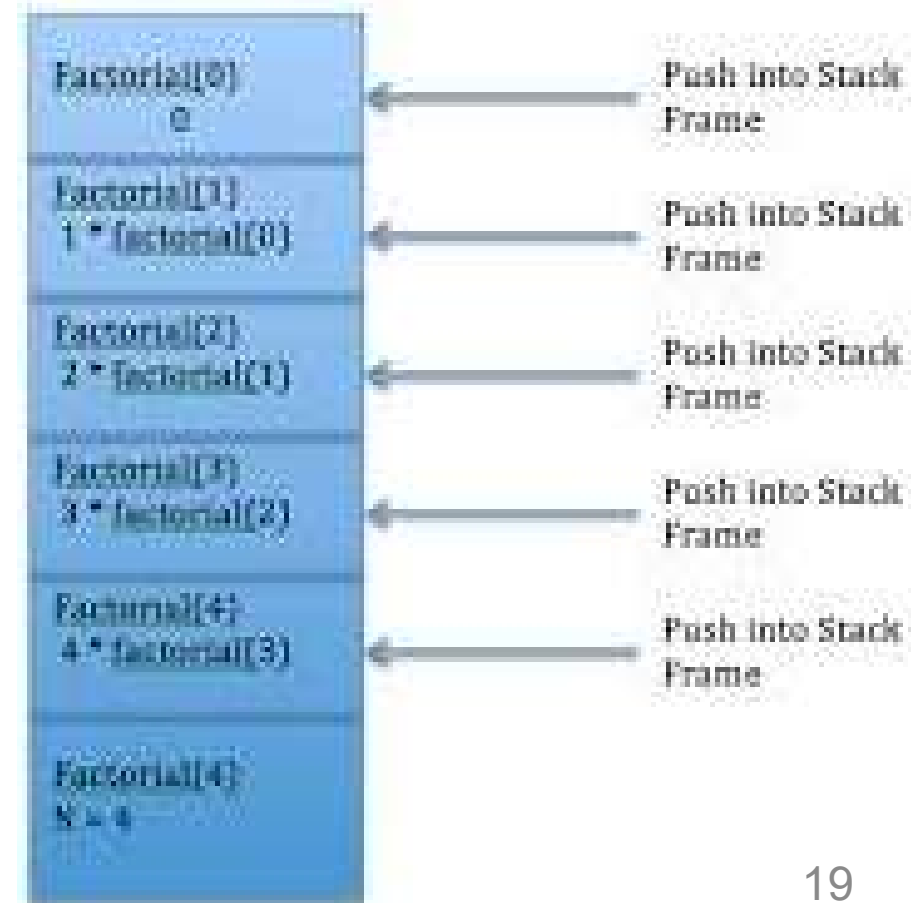 Factorial(0)
0
Push into Stack
Frame
Factorial(1)
1 * factorial(0)
Push into Stack
Frame
Factorial(2)
2 * factorial(1)
Push into Stack
Frame
Factorial(3)
3 * factorial(2)
Push into Stack
Frame
Factorial(4)
4 * factorial(3)
Push into Stack
Frame
Factorial(4)
N = 4
19